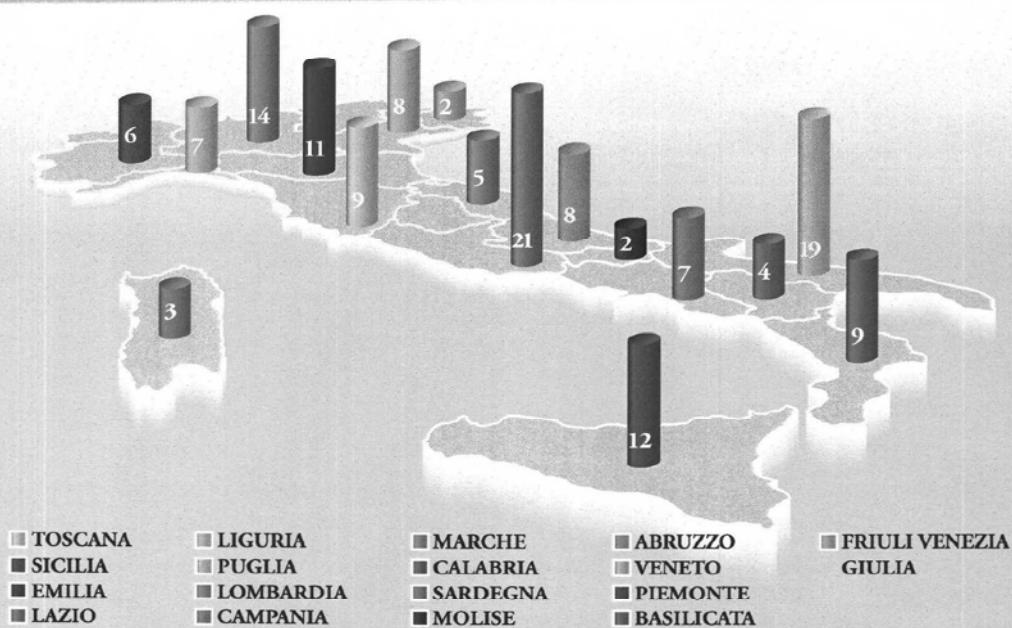 14
8
2
6
7
11
5
9
8
21
2
7
4
19
3
9
12
TOSCANA
SICILIA
EMILIA
LAZIO
LIGURIA
PUGLIA
LOMBARDIA
CAMPANIA
MARCHE
CALABRIA
SARDEGNA
MOLISE
ABRUZZO
VENETO
PIEMONTE
BASILICATA
FRIULI VENEZIA
GIULIA